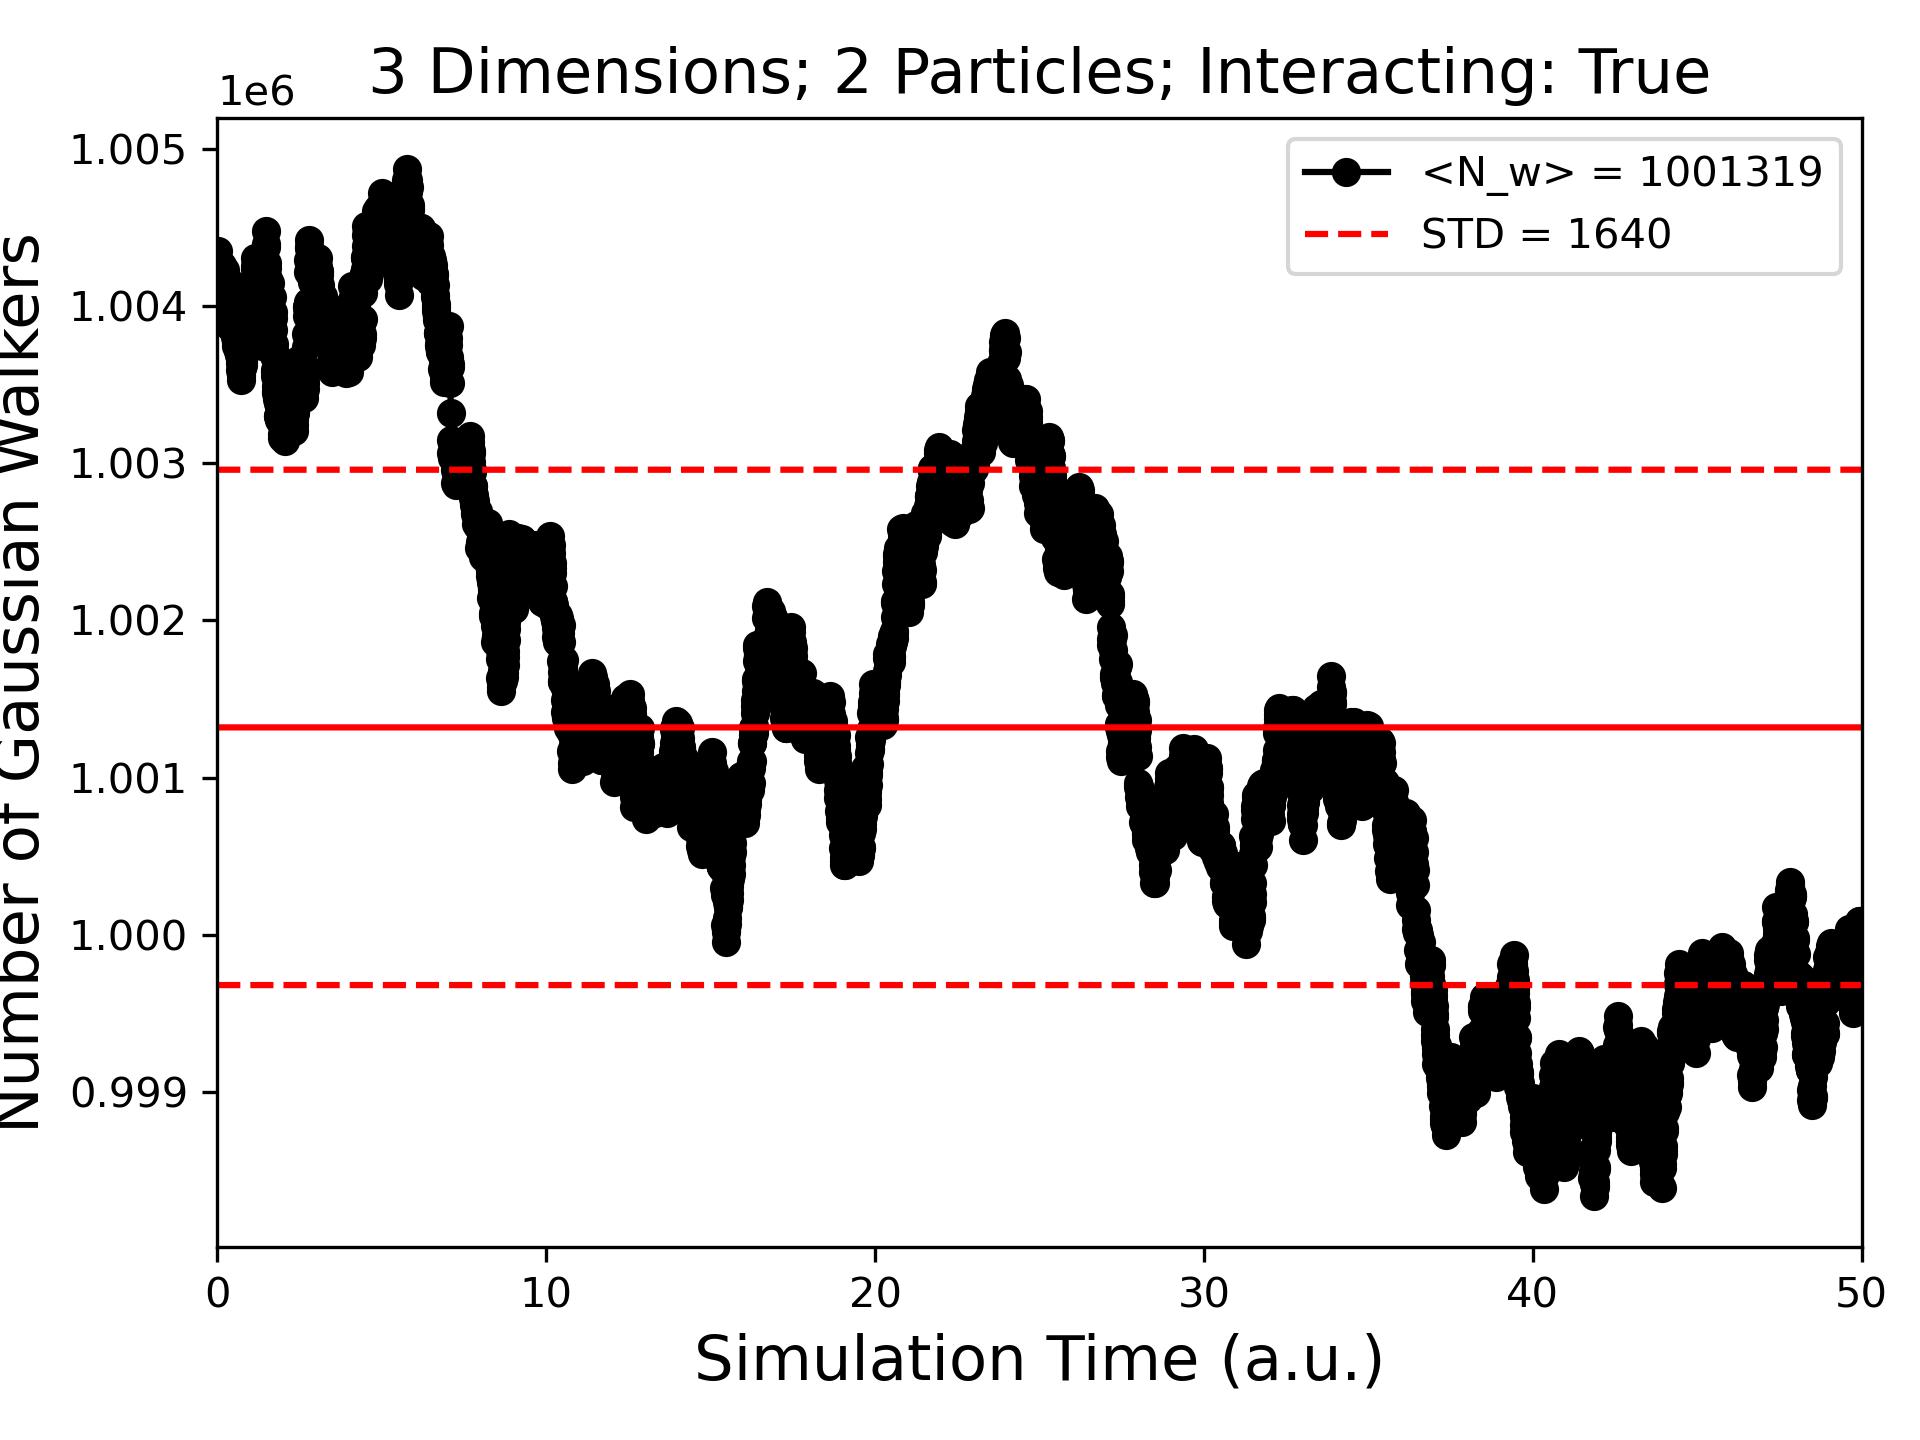 3 Dimensions; 2 Particles; Interacting: True
1e6
<N_w> = 1001319
STD = 1640
Number of Gaussian Walkers
1.005
1.004
1.003
1.002
1.001
1.000
0.999
0 10 20 30 40 50
Simulation Time (a.u.)